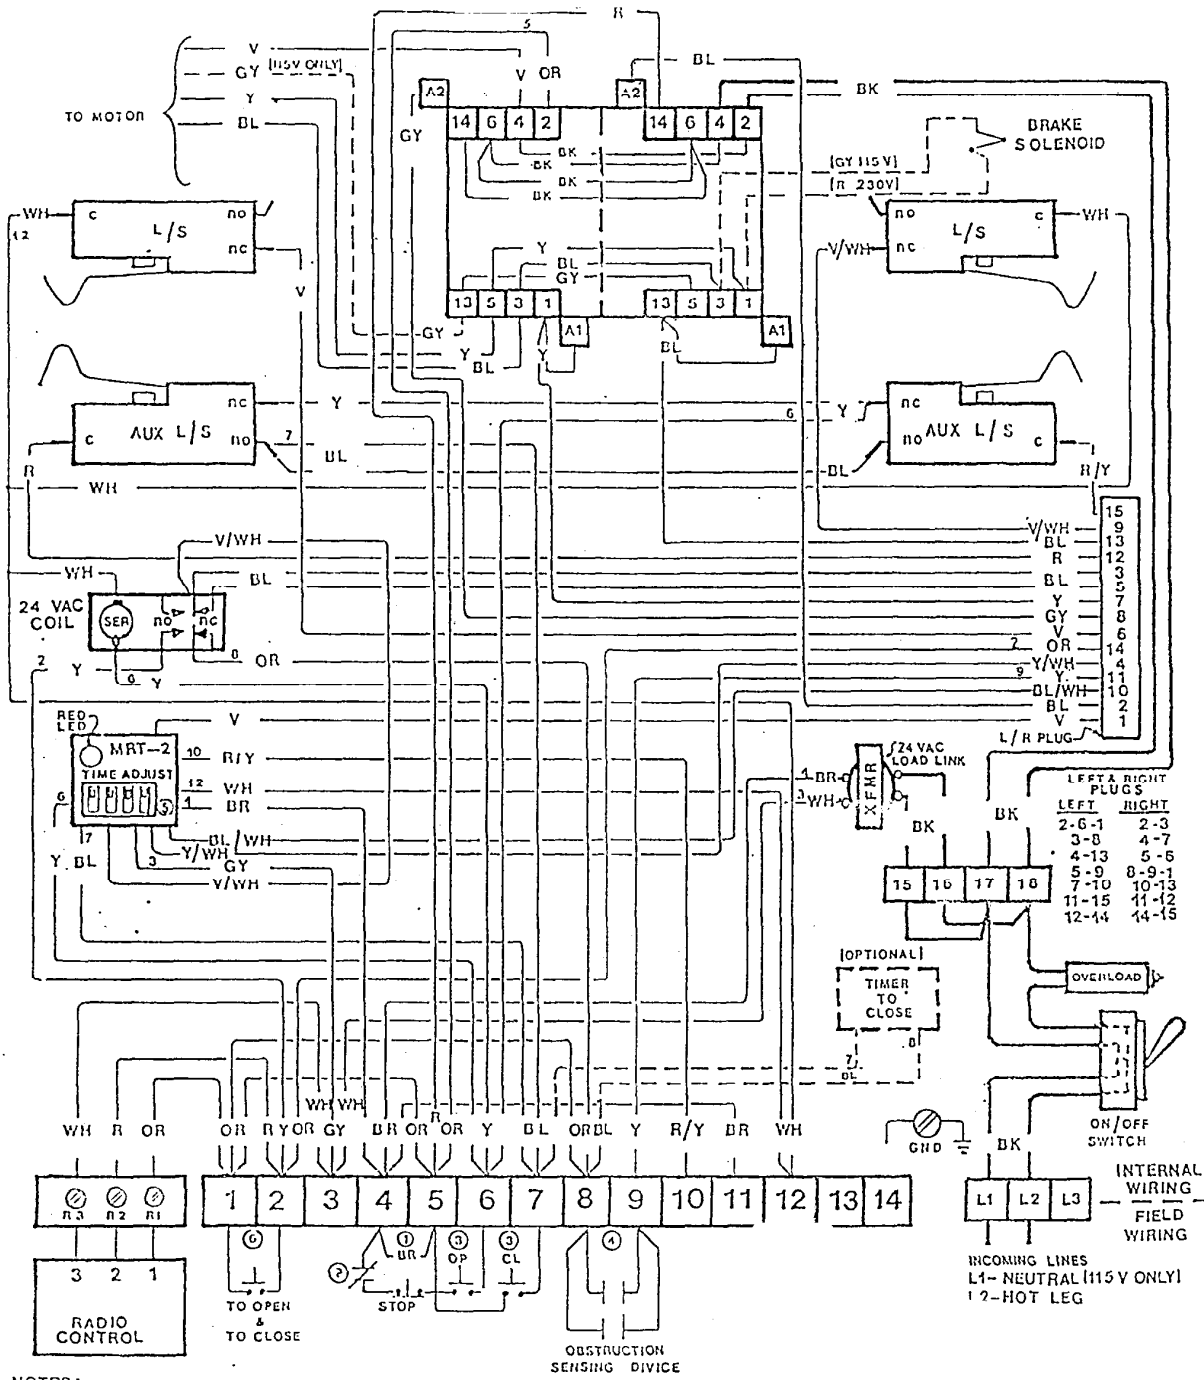 R
5
V
GY [115V ONLY]
Y
BL
TO MOTOR
V OR
A2
GY
14 6 4 2
A2
BL
14 6 4 2
BK
BK
BK
BK
BK
[GY 115V]
[R 230V]
BRAKE
SOLENOID
WH
12
c
no
L/S
nc
V
no
c
L/S
nc
WH
V/WH
Y
BL
GY
13 5 3 1
13 5 3 1
A1
A1
GY
Y
BL
Y
BL
nc
c
AUX L/S
no
Y
7
BL
6
Y
nc
no
AUX L/S
c
BL
R/Y
R
WH
15
V/WH 9
BL 13
R 12
BL 3
5
Y 7
GY 8
V 6
2 OR 14
Y/WH 4
9 Y 11
BL/WH 10
BL 2
V 1
L/R PLUG
V/WH
WH
BL
24 VAC
COIL
SER
no
nc
2 Y
6 Y
8 OR
RED
LED
MRT-2
TIME ADJUST
V
10 R/Y
12 WH
1 BR
BL/WH
Y/WH
3 GY
V/WH
6
Y
7
BL
1 BR
3 WH
XFMR
24 VAC
LOAD LINK
BK
BK
LEFT & RIGHT
PLUGS
LEFT RIGHT
2-6-1 2-3
3-8 4-7
4-13 5-6
5-9 8-9-1
7-10 10-13
11-15 11-12
12-14 14-15
15 16 17 18
[OPTIONAL]
TIMER
TO
CLOSE
7
BL
8
OVERLOAD
ON/OFF
SWITCH
GND
BK
WH R OR
OR R Y OR WH GY WH BR OR R OR Y BL OR BL Y R/Y BR WH
R3 R2 R1
1 2 3 4 5 6 7 8 9 10 11 12 13 14
L1 L2 L3
INTERNAL
WIRING
FIELD
WIRING
3 2 1
RADIO
CONTROL
6
TO OPEN
&
TO CLOSE
2
1
BR
STOP
3
OP
3
CL
4
OBSTRUCTION
SENSING DIVICE
INCOMING LINES
L1- NEUTRAL [115V ONLY]
L2-HOT LEG